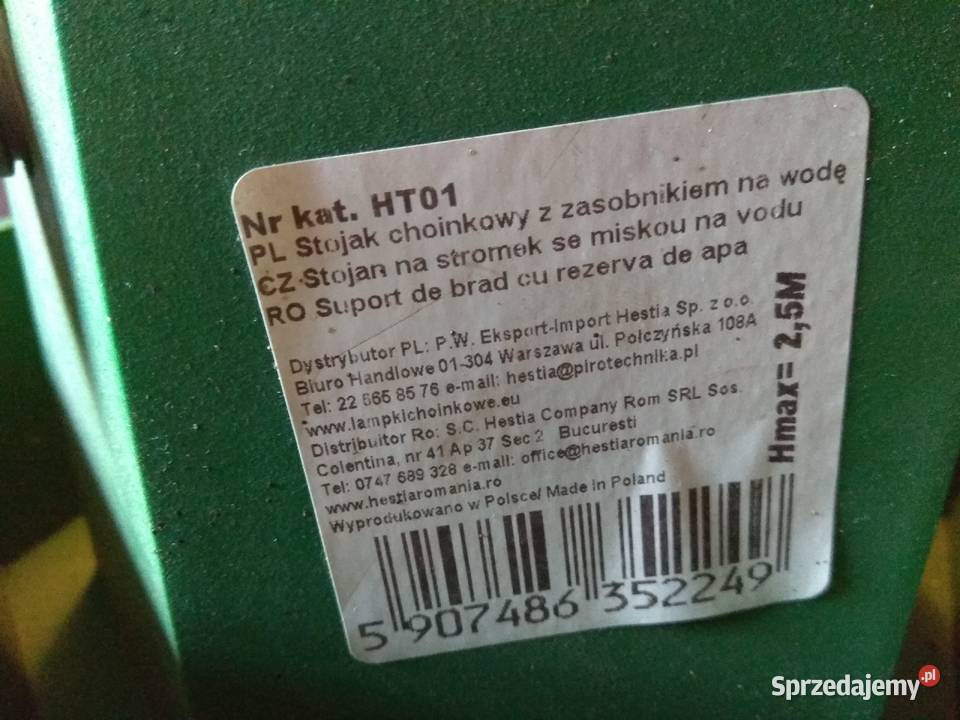 Nr kat. HT01
PL Stojak choinkowy z zasobnikiem na wodę
CZ Stojan na stromek se miskou na vodu
RO Suport de brad cu rezerva de apa
Dystrybutor PL: P.W. Eksport-Import Hestia Sp. z o.o.
Biuro Handlowe 01-304 Warszawa ul. Połczyńska 108A
Tel: 22 665 85 76 e-mail: hestia@pirotechnika.pl
www.lampkichoinkowe.eu
Distribuitor Ro: S.C. Hestia Company Rom SRL Sos.
Colentina, nr 41 Ap 37 Sec 2 Bucuresti
Tel: 0747 689 328 e-mail: office@hestiaromania.ro
www.hestiaromania.ro
Wyprodukowano w Polsce/ Made in Poland
Hmax= 2,5M
5 907486 352249
Sprzedajemy.pl